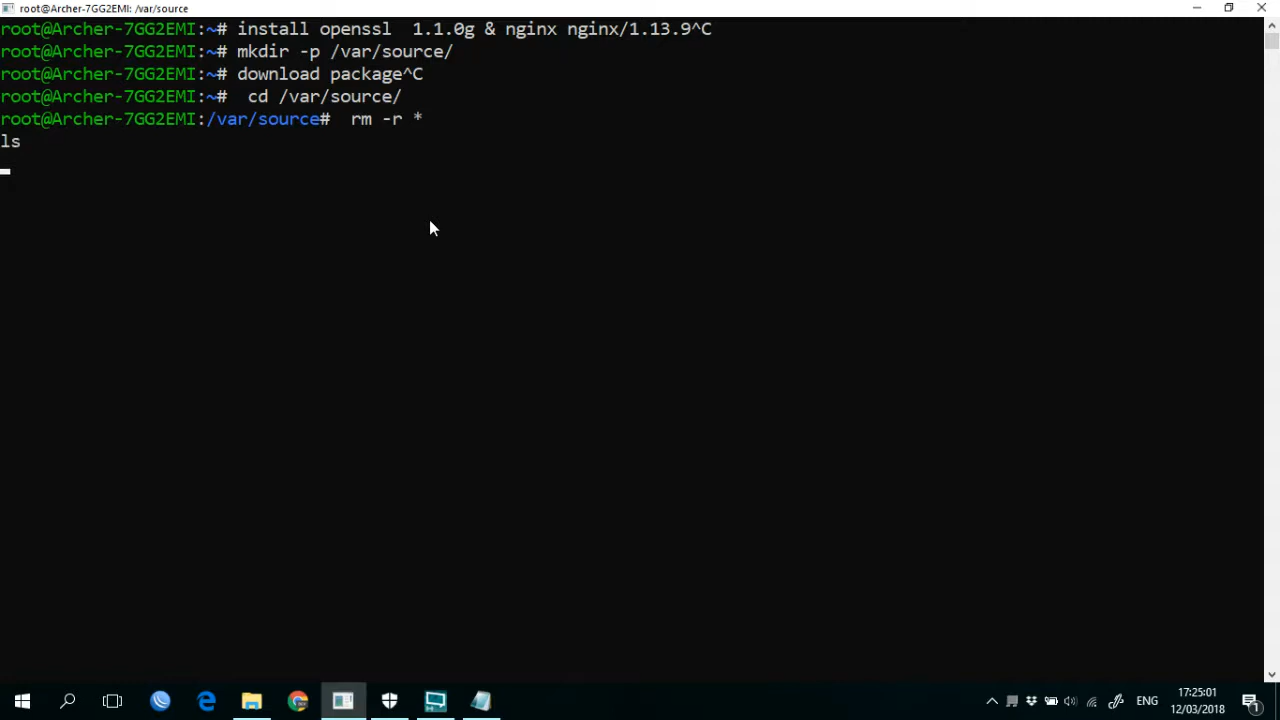 root@Archer-7GG2EMI: /var/source
root@Archer-7GG2EMI:~# install openssl  1.1.0g & nginx nginx/1.13.9^C
root@Archer-7GG2EMI:~# mkdir -p /var/source/
root@Archer-7GG2EMI:~# download package^C
root@Archer-7GG2EMI:~#  cd /var/source/
root@Archer-7GG2EMI:/var/source#  rm -r *
ls
ENG
17:25:01
12/03/2018
1